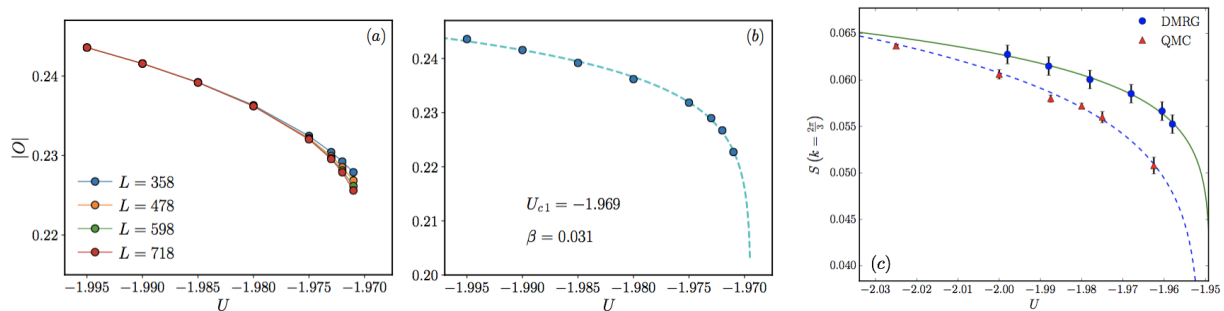 (a)
|O|
0.24
0.23
0.22
L = 358
L = 478
L = 598
L = 718
−1.995 −1.990 −1.985 −1.980 −1.975 −1.970
U
(b)
0.25
0.24
0.23
0.22
0.21
0.20
U_{c1} = −1.969
β = 0.031
−1.995 −1.990 −1.985 −1.980 −1.975 −1.970
U
DMRG
QMC
S (k = 2π/3)
0.065
0.060
0.055
0.050
0.045
0.040
(c)
−2.03 −2.02 −2.01 −2.00 −1.99 −1.98 −1.97 −1.96 −1.95
U